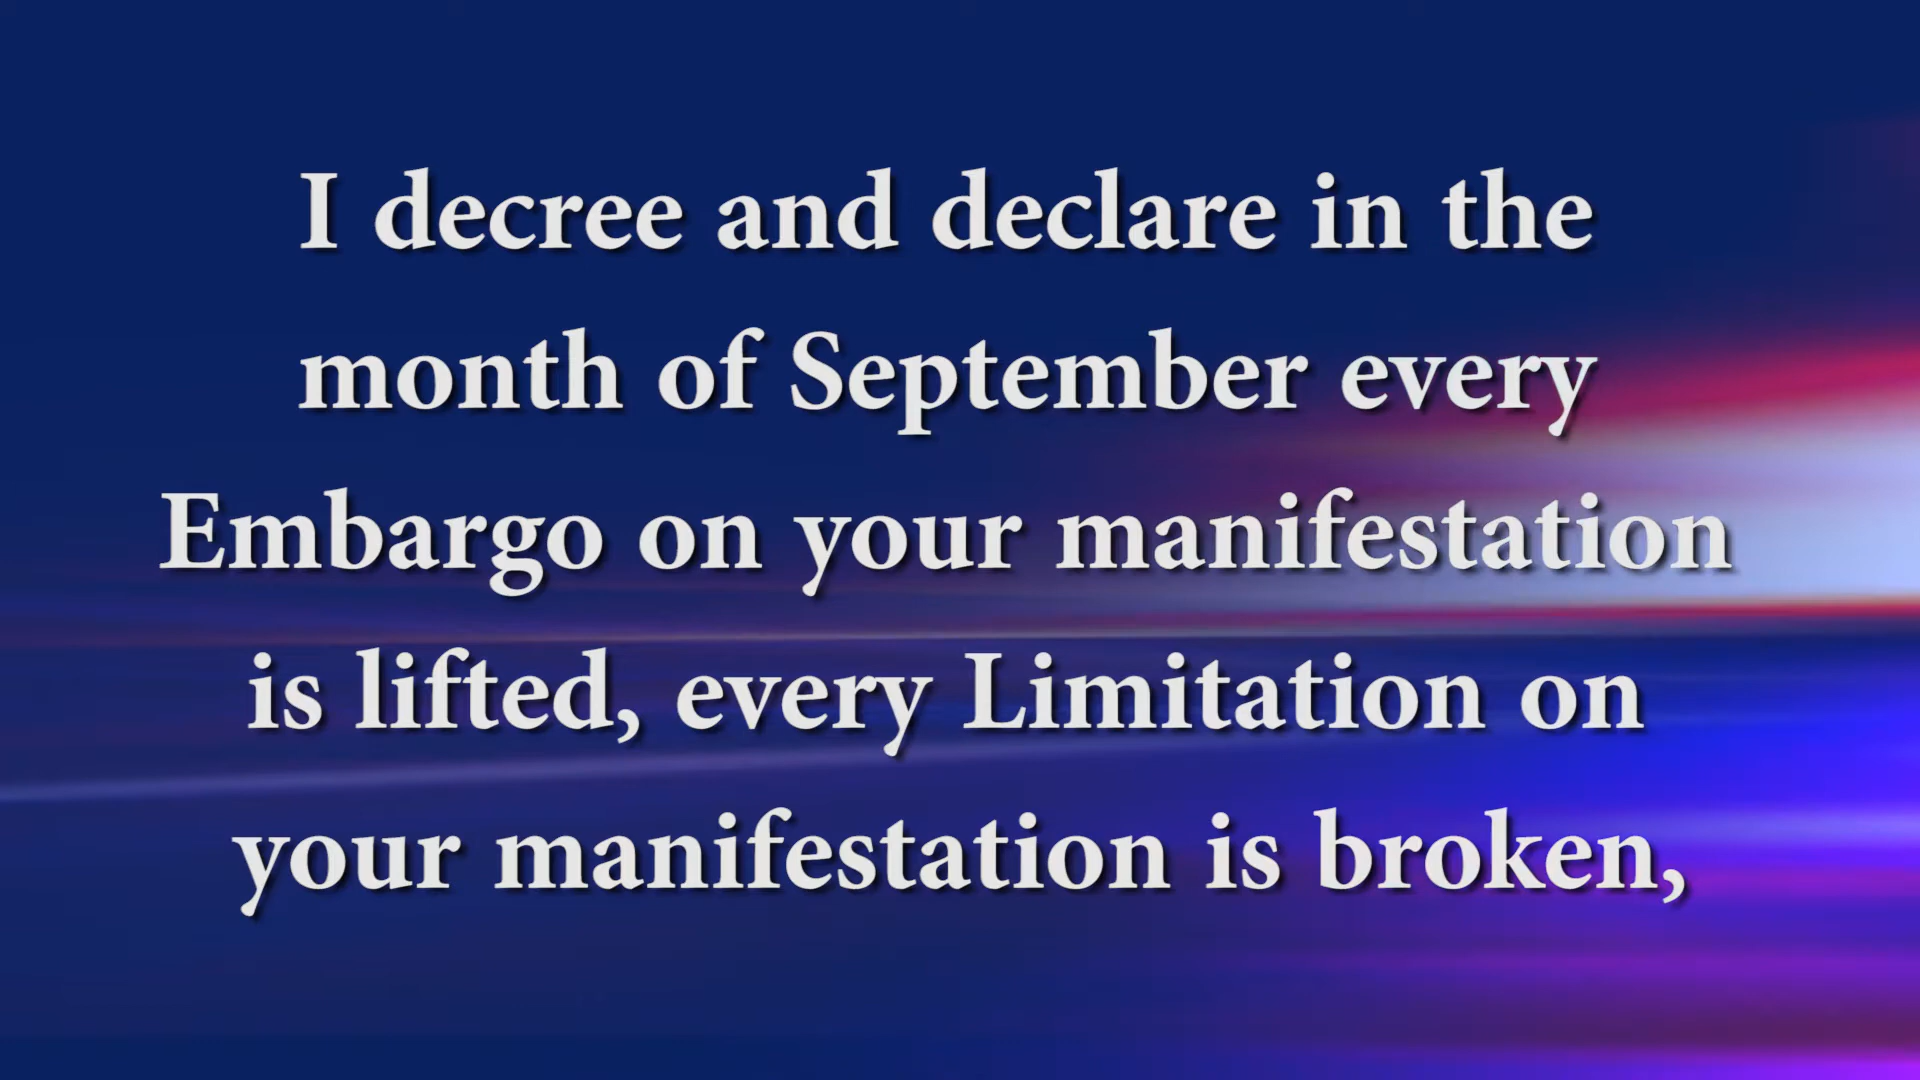 I decree and declare in the
month of September every
Embargo on your manifestation
is lifted, every Limitation on
your manifestation is broken,